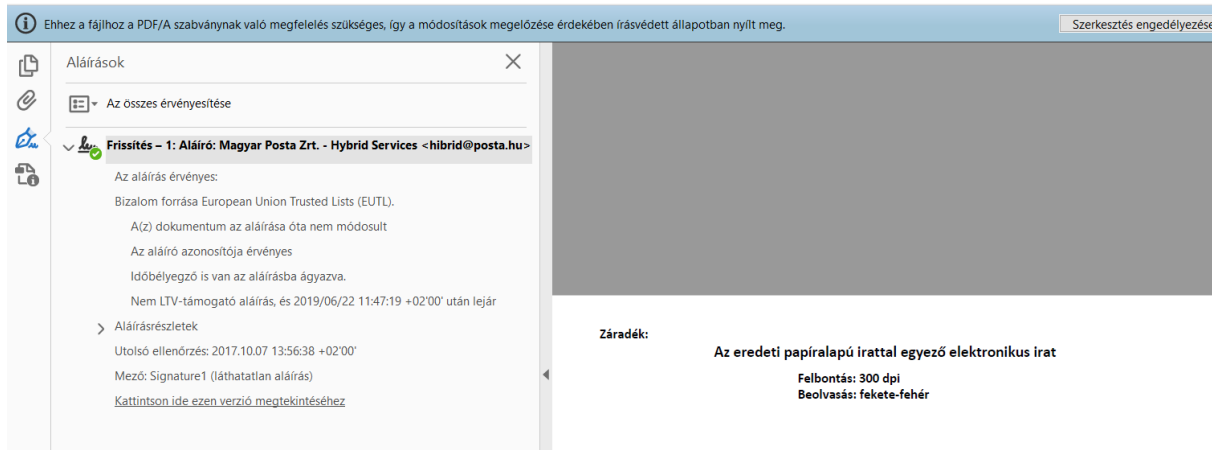 Ehhez a fájlhoz a PDF/A szabványnak való megfelelés szükséges, így a módosítások megelőzése érdekében írásvédett állapotban nyílt meg.
Szerkesztés engedélyezése
Aláírások
Az összes érvényesítése
Frissítés – 1: Aláíró: Magyar Posta Zrt. - Hybrid Services <hibrid@posta.hu>
Az aláírás érvényes:
Bizalom forrása European Union Trusted Lists (EUTL).
A(z) dokumentum az aláírása óta nem módosult
Az aláíró azonosítója érvényes
Időbélyegző is van az aláírásba ágyazva.
Nem LTV-támogató aláírás, és 2019/06/22 11:47:19 +02'00' után lejár
Aláírásrészletek
Utolsó ellenőrzés: 2017.10.07 13:56:38 +02'00'
Mező: Signature1 (láthatatlan aláírás)
Kattintson ide ezen verzió megtekintéséhez
Záradék:
Az eredeti papíralapú irattal egyező elektronikus irat
Felbontás: 300 dpi
Beolvasás: fekete-fehér